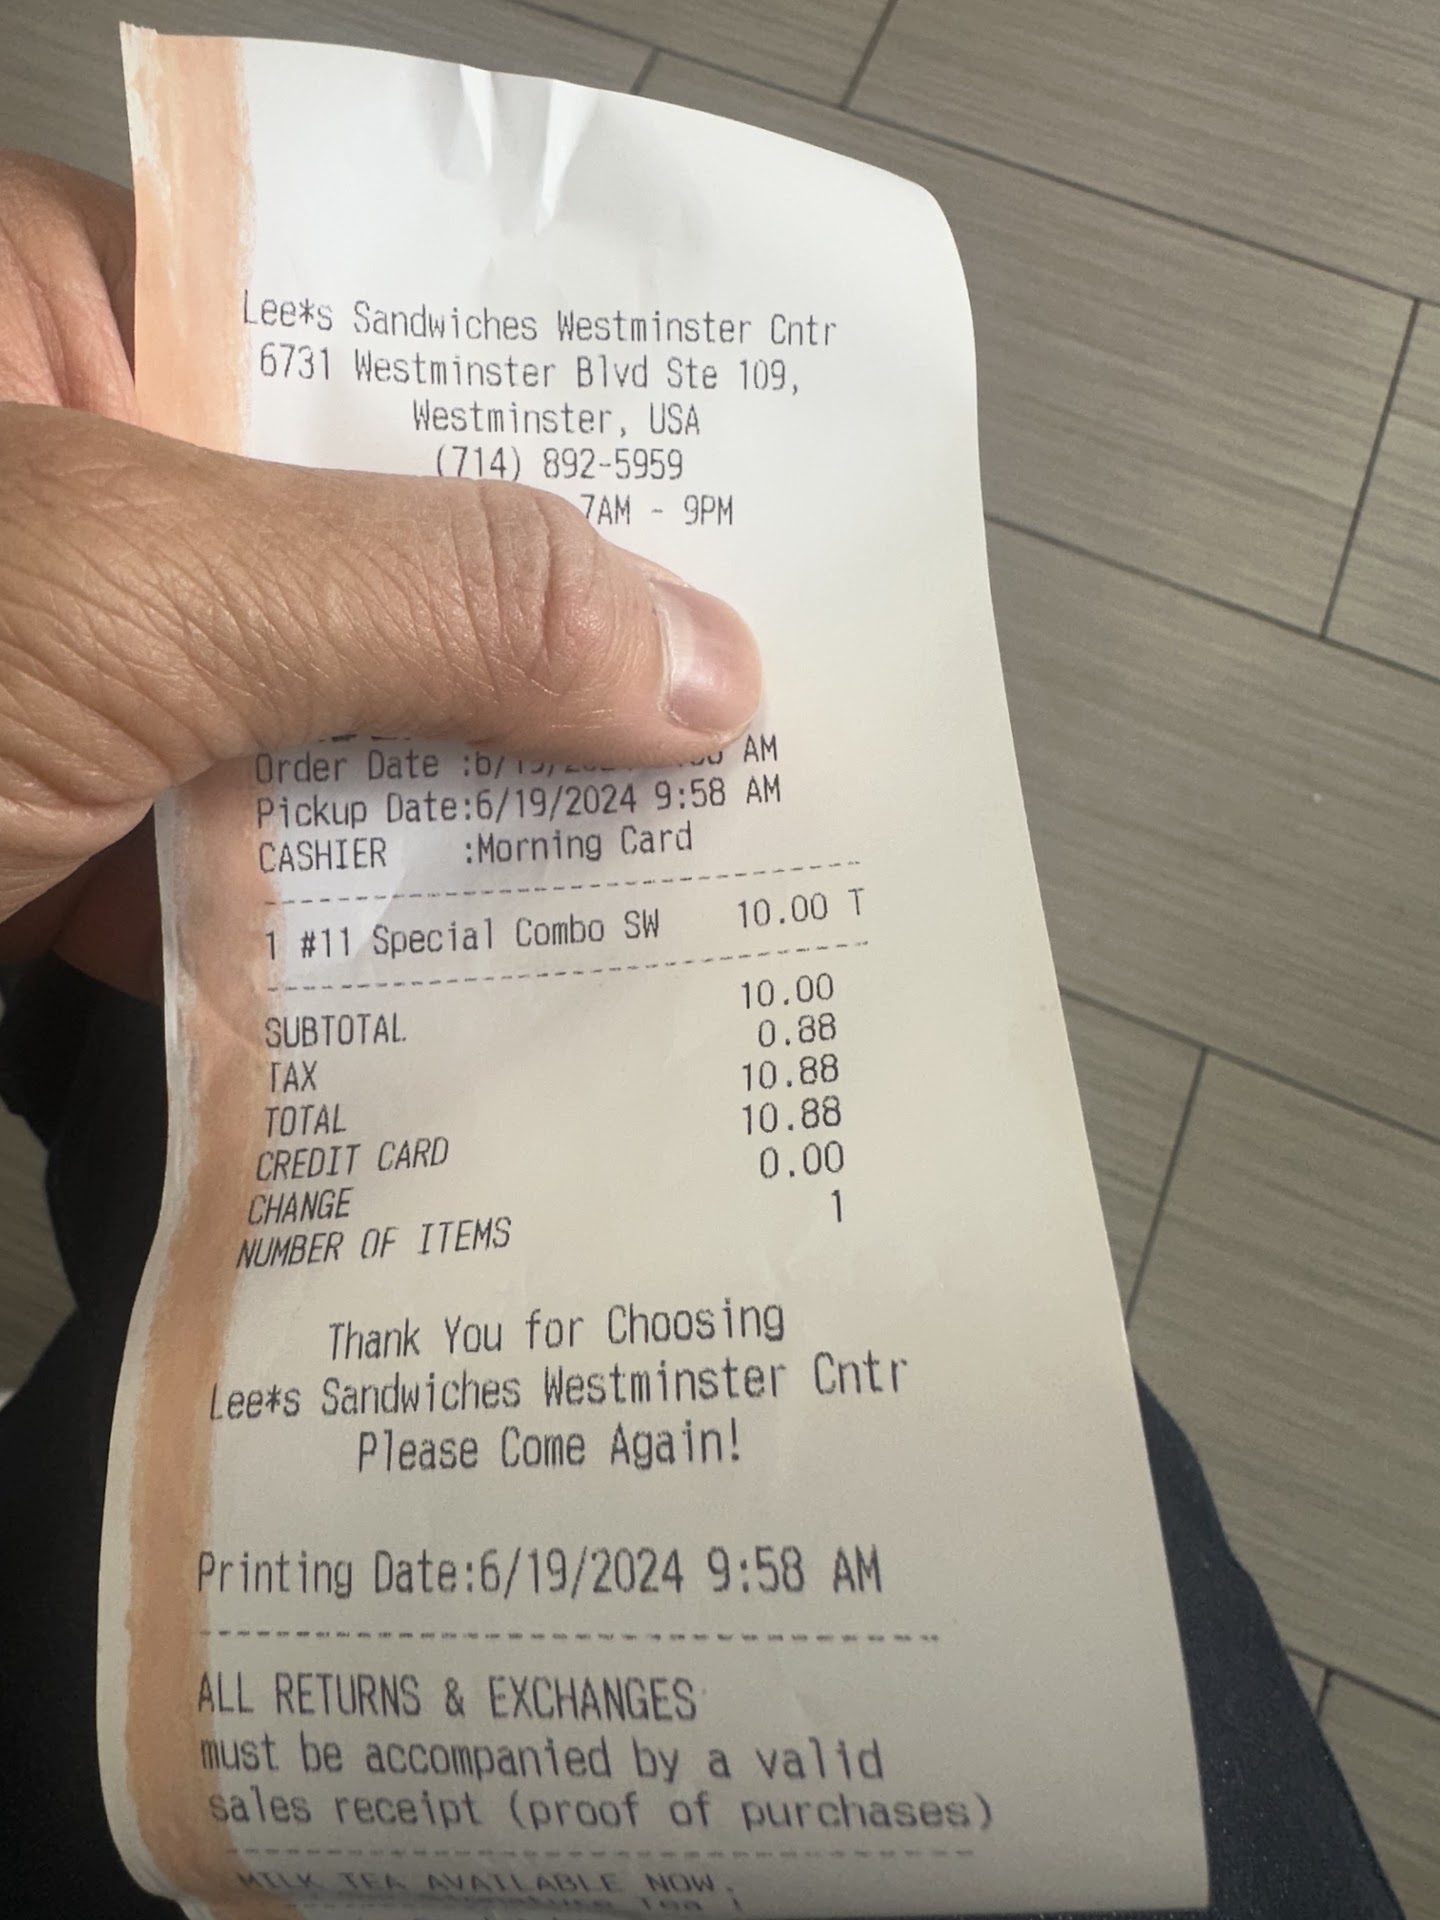 Lee*s Sandwiches Westminster Cntr
6731 Westminster Blvd Ste 109,
Westminster, USA
(714) 892-5959
7AM - 9PM
Order Date : AM
Pickup Date:6/19/2024 9:58 AM
CASHIER :Morning Card
1 #11 Special Combo SW 10.00 T
SUBTOTAL 10.00
TAX 0.88
TOTAL 10.88
CREDIT CARD 10.88
CHANGE 0.00
NUMBER OF ITEMS 1
Thank You for Choosing
Lee*s Sandwiches Westminster Cntr
Please Come Again!
Printing Date:6/19/2024 9:58 AM
ALL RETURNS & EXCHANGES
must be accompanied by a valid
sales receipt (proof of purchases)
MILK TEA AVAILABLE NOW.